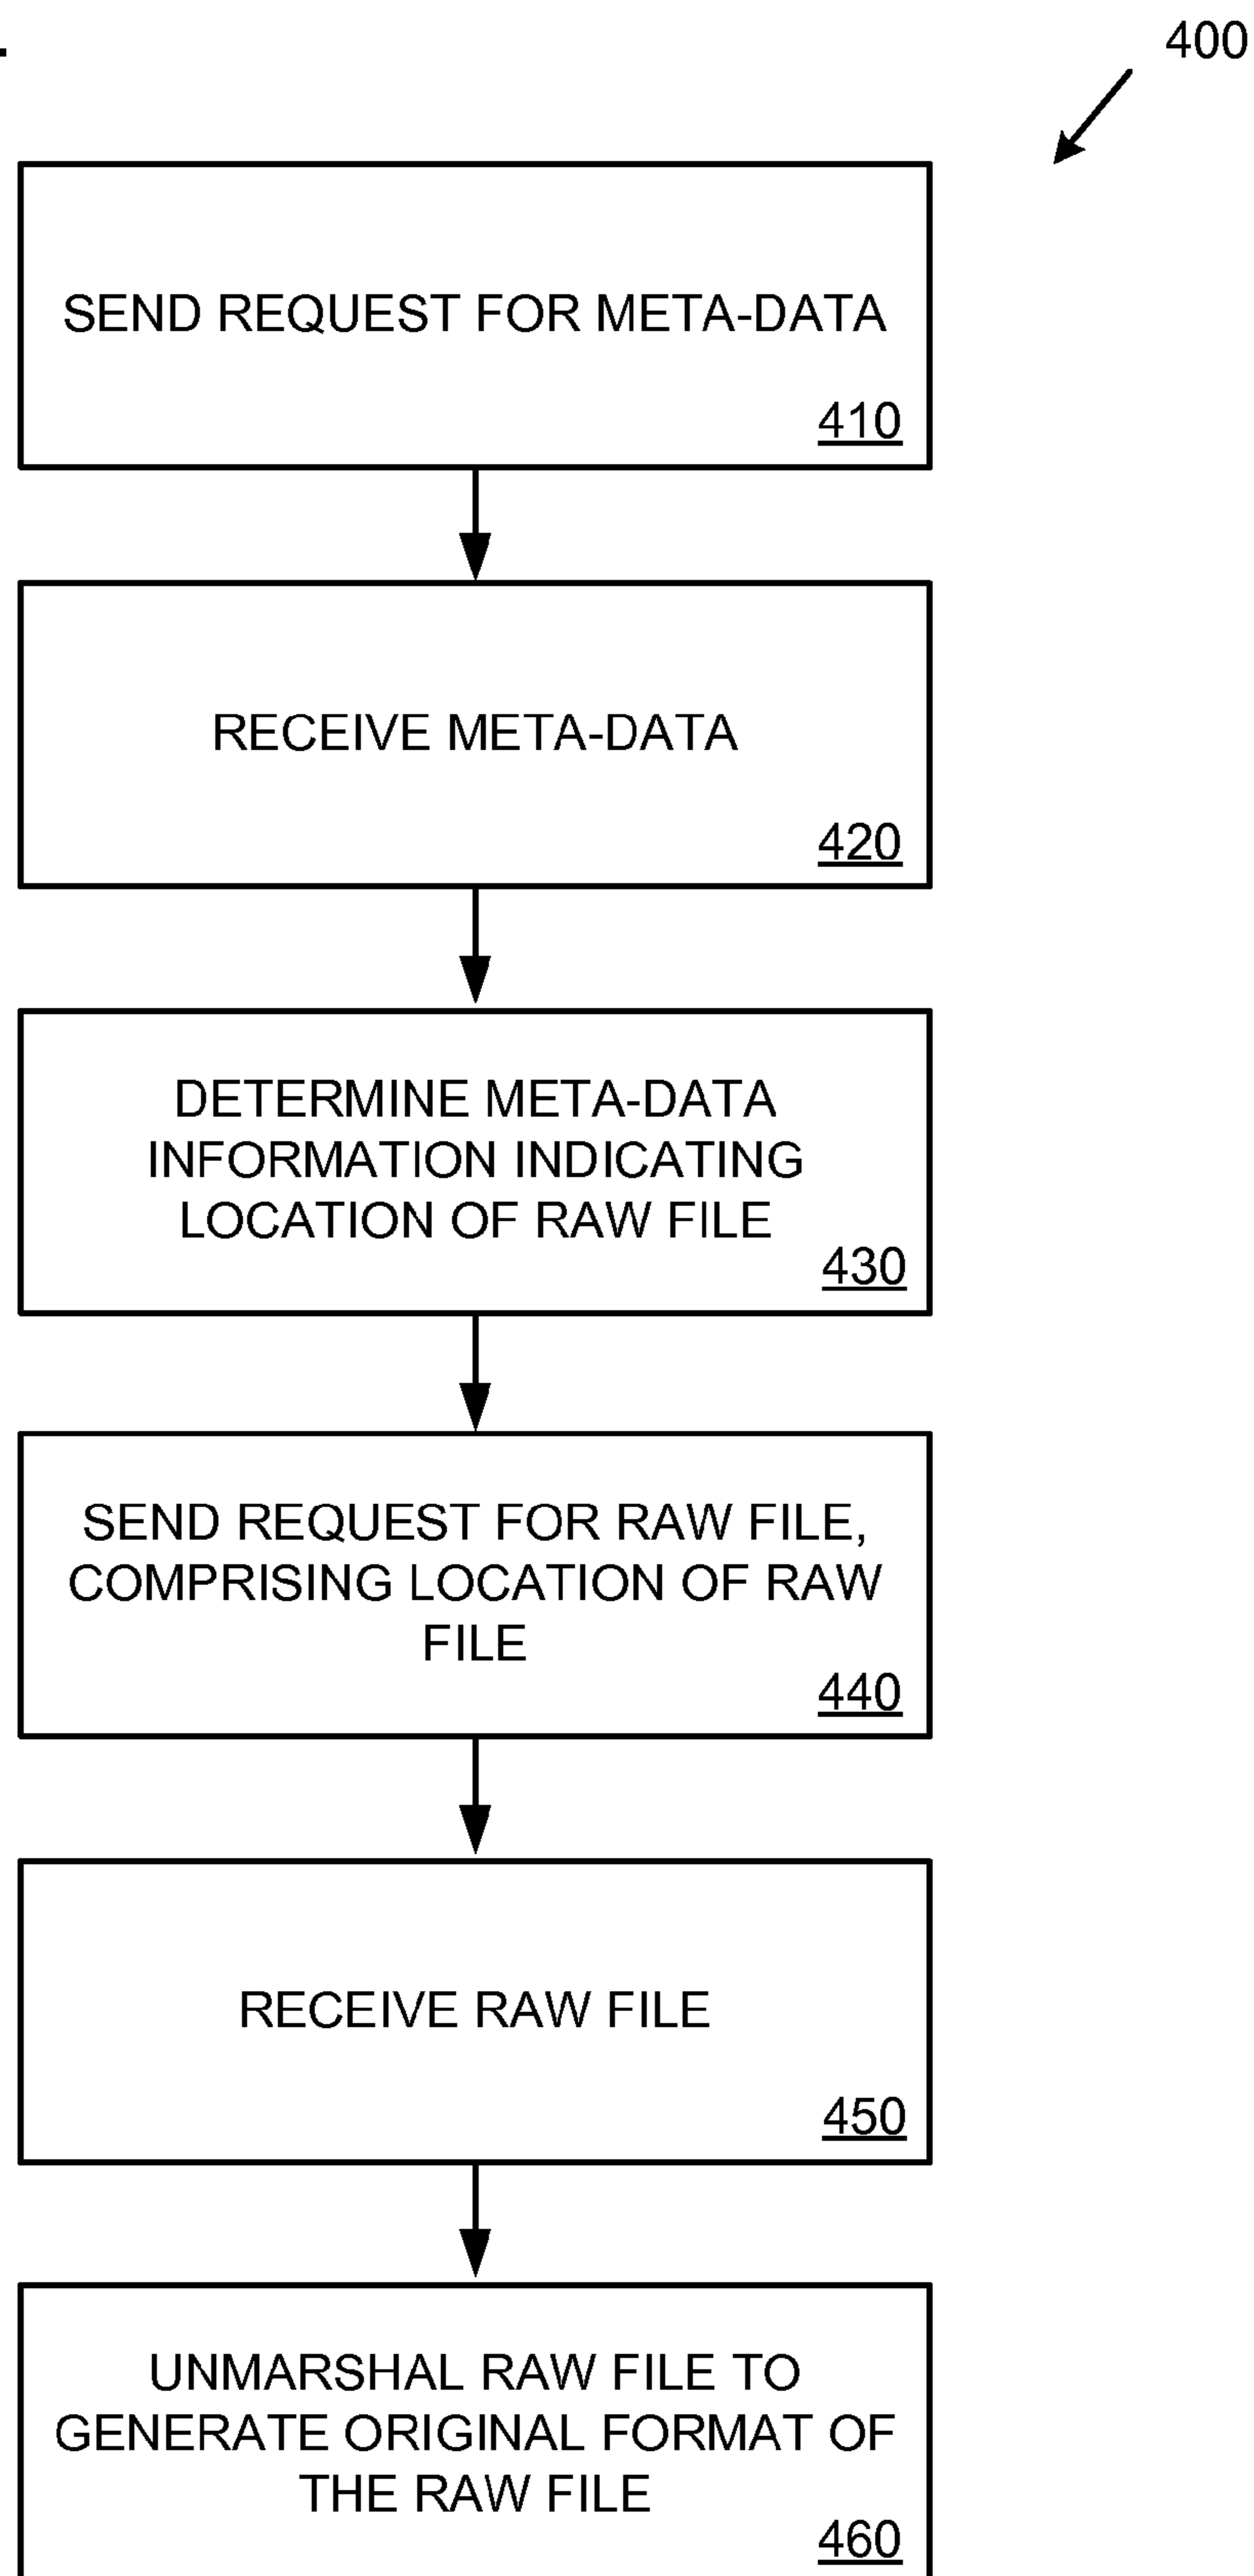 400
SEND REQUEST FOR META-DATA
410
RECEIVE META-DATA
420
DETERMINE META-DATA
INFORMATION INDICATING
LOCATION OF RAW FILE
430
SEND REQUEST FOR RAW FILE,
COMPRISING LOCATION OF RAW
FILE
440
RECEIVE RAW FILE
450
UNMARSHAL RAW FILE TO
GENERATE ORIGINAL FORMAT OF
THE RAW FILE
460